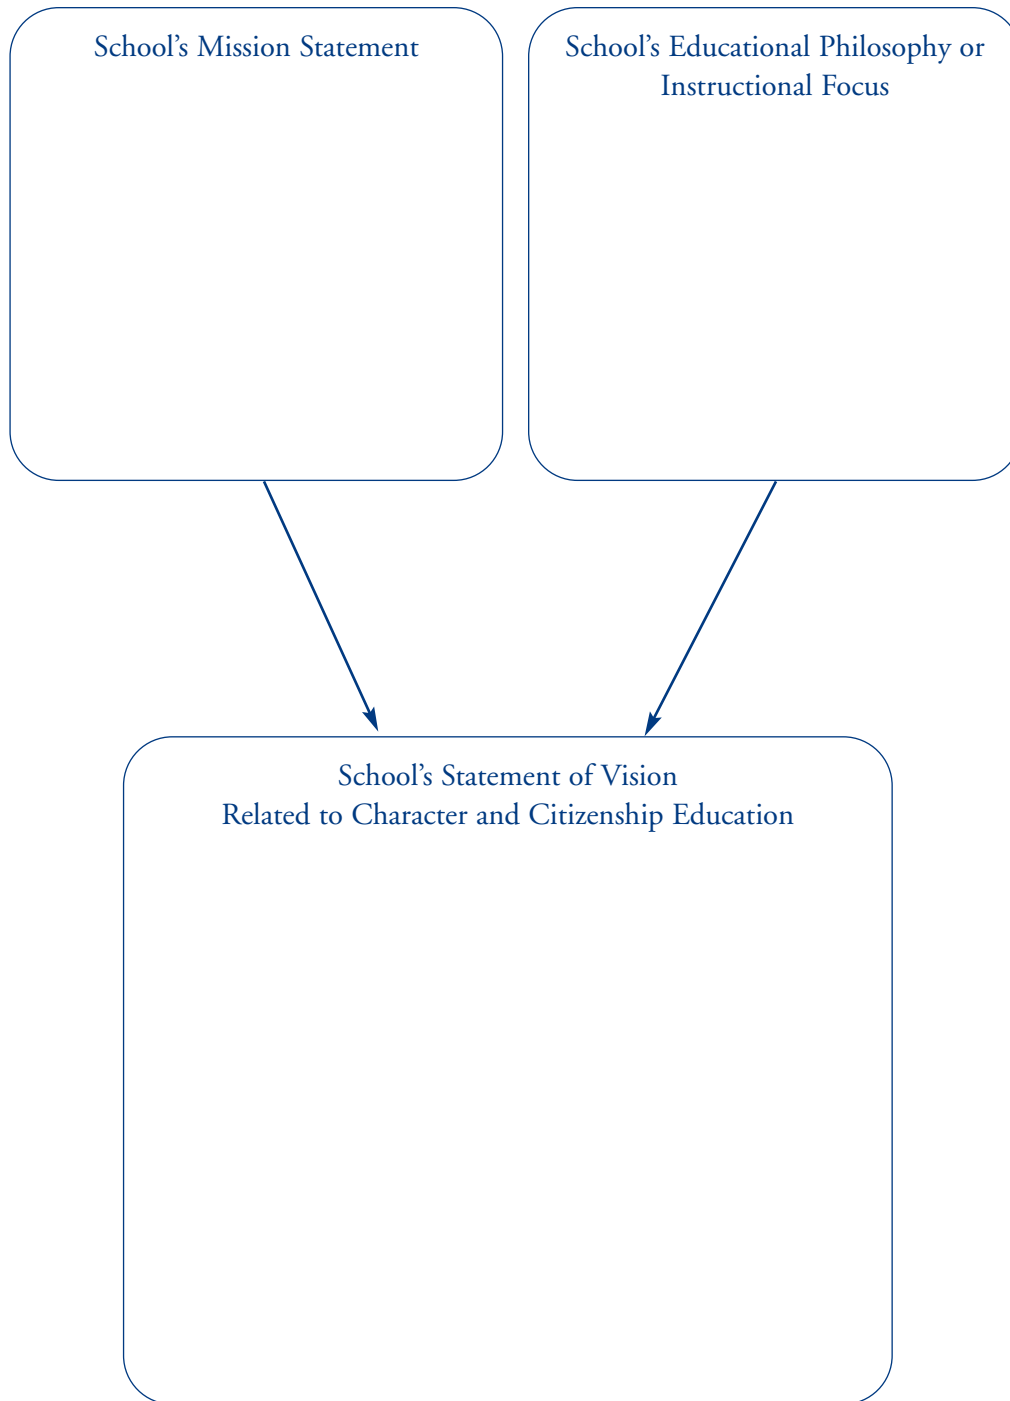 School’s Mission Statement
School’s Educational Philosophy or
Instructional Focus
School’s Statement of Vision
Related to Character and Citizenship Education